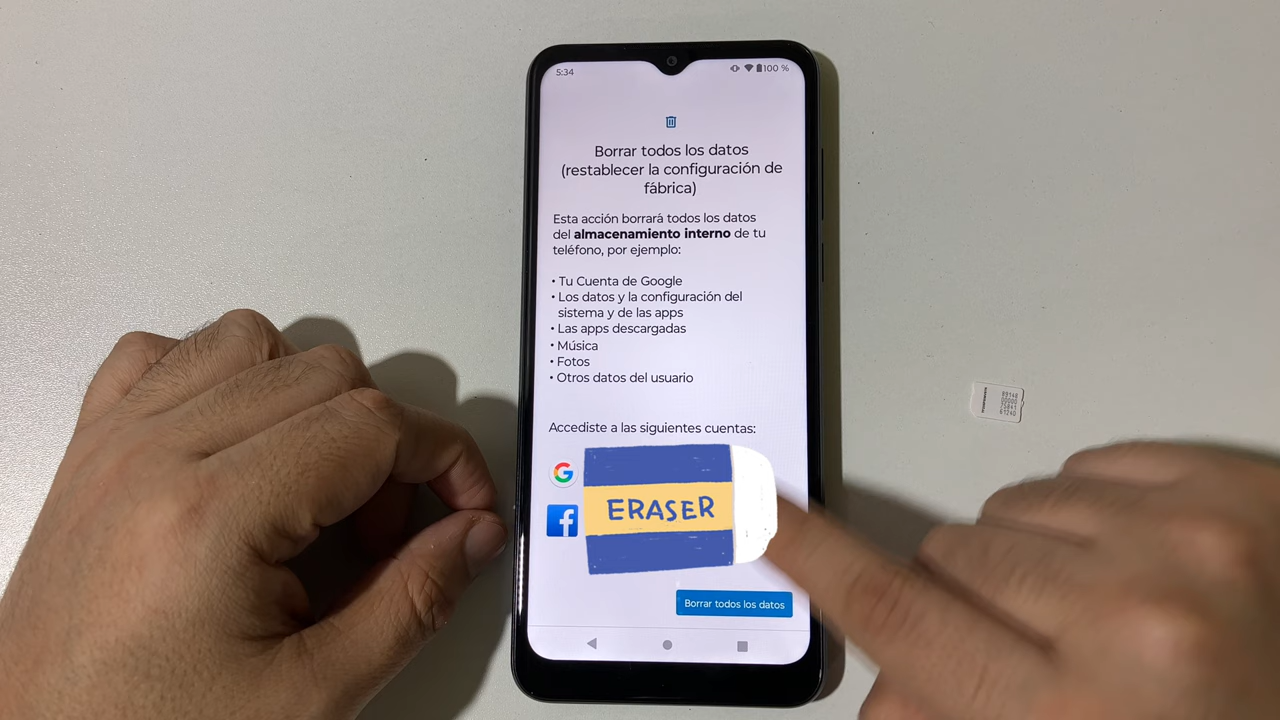 5:34
100 %
Borrar todos los datos
(restablecer la configuración de
fábrica)
Esta acción borrará todos los datos
del almacenamiento interno de tu
teléfono, por ejemplo:
• Tu Cuenta de Google
• Los datos y la configuración del
sistema y de las apps
• Las apps descargadas
• Música
• Fotos
• Otros datos del usuario
Accediste a las siguientes cuentas:
G
f
ERASER
Borrar todos los datos